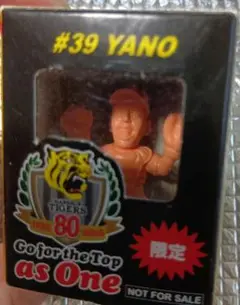 #39 YANO
TIGERS
80
Go for the Top
as One
限定
NOT FOR SALE